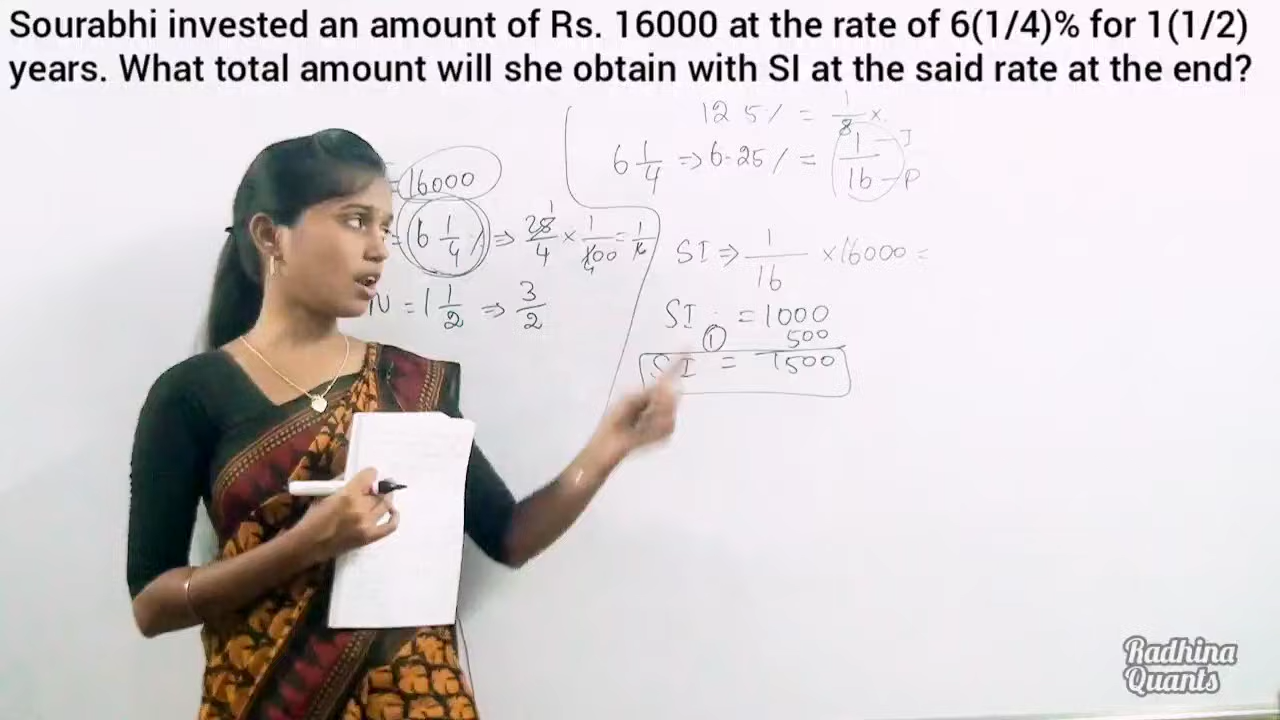 Sourabhi invested an amount of Rs. 16000 at the rate of 6(1/4)% for 1(1/2)
years. What total amount will she obtain with SI at the said rate at the end?
12 5% = 1/8 x
6 1/4 => 6.25% = 1/16 - I - P
= 16000
= 6 1/4 % => 25/4 × 1/100 = 1/16
N = 1 1/2 => 3/2
SI => 1/16 × 16000 =
SI = 1000
① 500
SI = 1500
Radhina
Quants